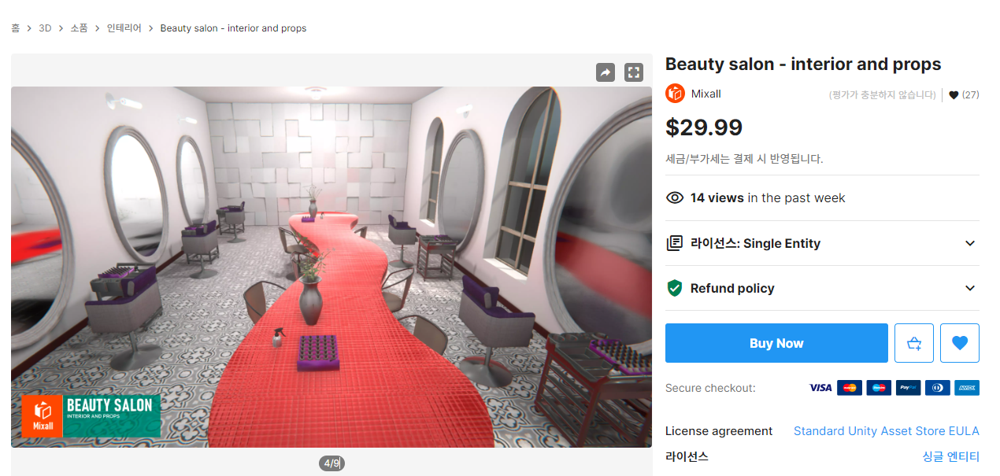 홈 > 3D > 소품 > 인테리어 > Beauty salon - interior and props
Beauty salon - interior and props
Mixall
(평가가 충분하지 않습니다)
(27)
$29.99
세금/부가세는 결제 시 반영됩니다.
14 views in the past week
라이선스: Single Entity
Refund policy
Buy Now
Secure checkout:
VISA
PayPal
AMEX
License agreement
Standard Unity Asset Store EULA
라이선스
싱글 엔티티
Mixall
BEAUTY SALON
INTERIOR AND PROPS
4/9